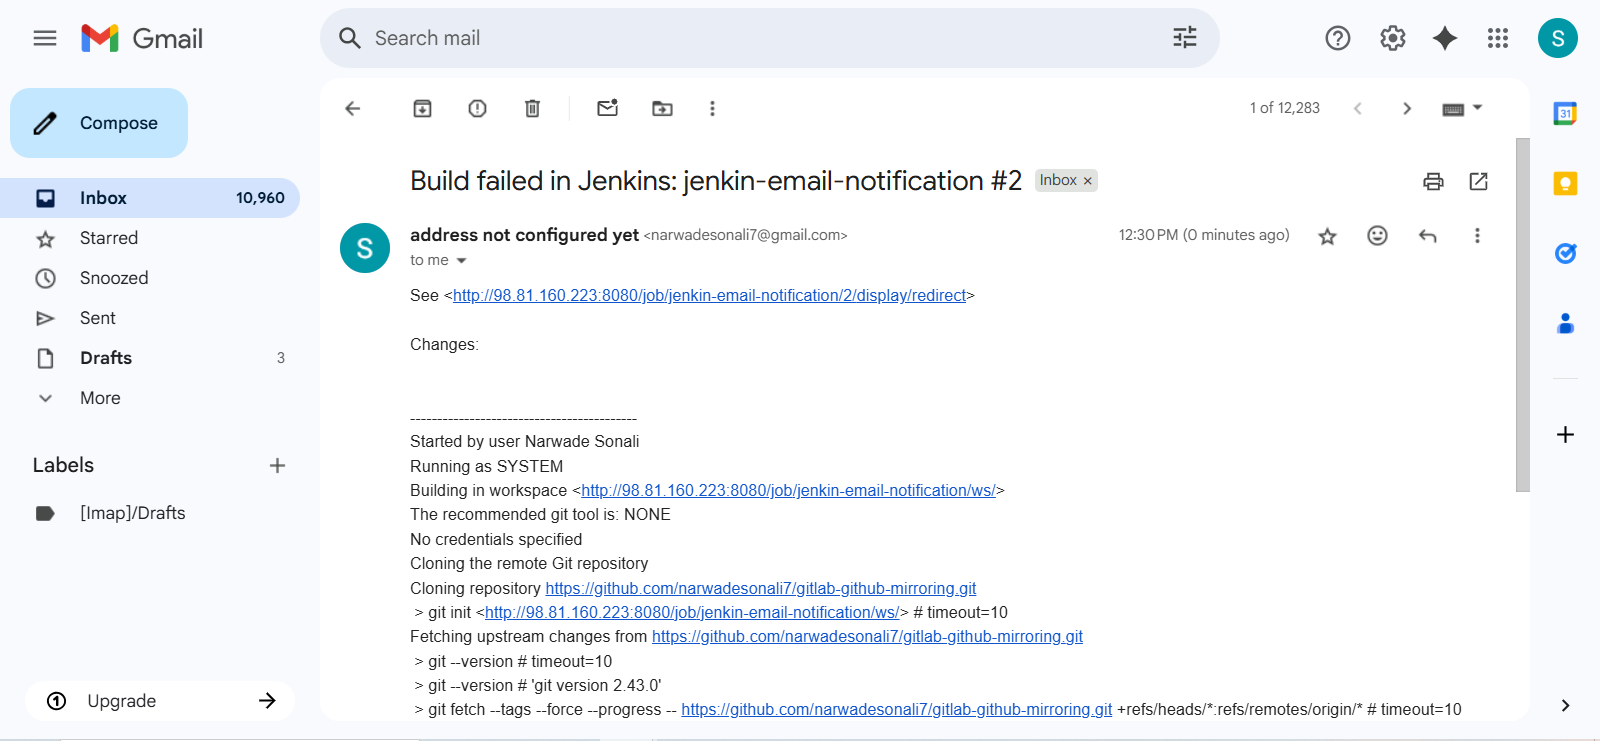 Gmail
Search mail
S
Compose
1 of 12,283
31
Inbox 10,960
Starred
Snoozed
Sent
Drafts 3
More
Labels
[Imap]/Drafts
Upgrade
Build failed in Jenkins: jenkin-email-notification #2 Inbox ×
S
address not configured yet <narwadesonali7@gmail.com> 12:30 PM (0 minutes ago)
to me
See <http://98.81.160.223:8080/job/jenkin-email-notification/2/display/redirect>
Changes:
------------------------------------------
Started by user Narwade Sonali
Running as SYSTEM
Building in workspace <http://98.81.160.223:8080/job/jenkin-email-notification/ws/>
The recommended git tool is: NONE
No credentials specified
Cloning the remote Git repository
Cloning repository https://github.com/narwadesonali7/gitlab-github-mirroring.git
> git init <http://98.81.160.223:8080/job/jenkin-email-notification/ws/> # timeout=10
Fetching upstream changes from https://github.com/narwadesonali7/gitlab-github-mirroring.git
> git --version # timeout=10
> git --version # 'git version 2.43.0'
> git fetch --tags --force --progress -- https://github.com/narwadesonali7/gitlab-github-mirroring.git +refs/heads/*:refs/remotes/origin/* # timeout=10